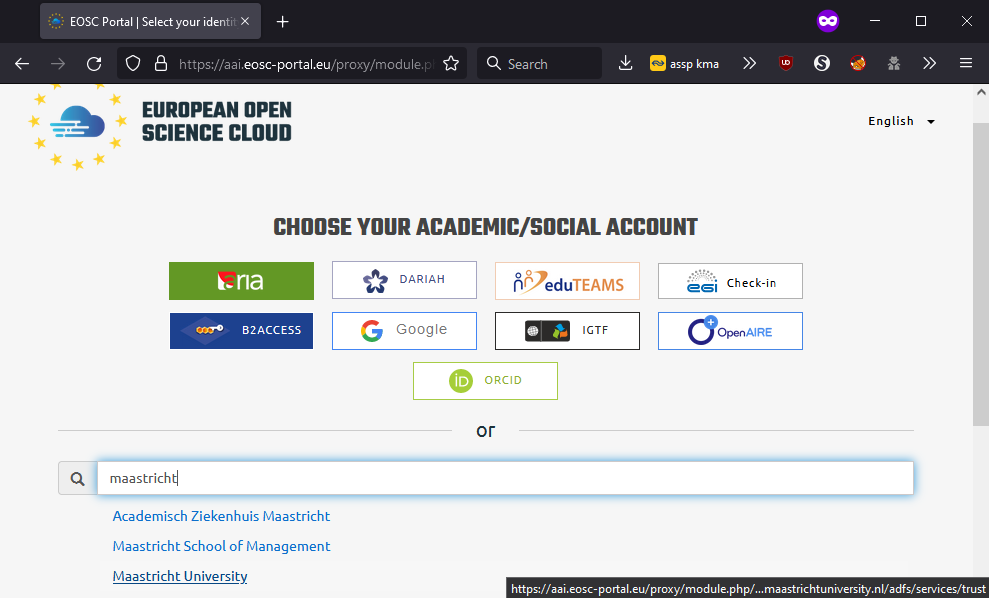 EOSC Portal | Select your identit
https://aai.eosc-portal.eu/proxy/module.p
Search
assp kma
EUROPEAN OPEN
SCIENCE CLOUD
English
CHOOSE YOUR ACADEMIC/SOCIAL ACCOUNT
aria
DARIAH
eduTEAMS
egi Check-in
B2ACCESS
Google
IGTF
OpenAIRE
iD ORCID
or
maastricht
Academisch Ziekenhuis Maastricht
Maastricht School of Management
Maastricht University
https://aai.eosc-portal.eu/proxy/module.php/...maastrichtuniversity.nl/adfs/services/trust